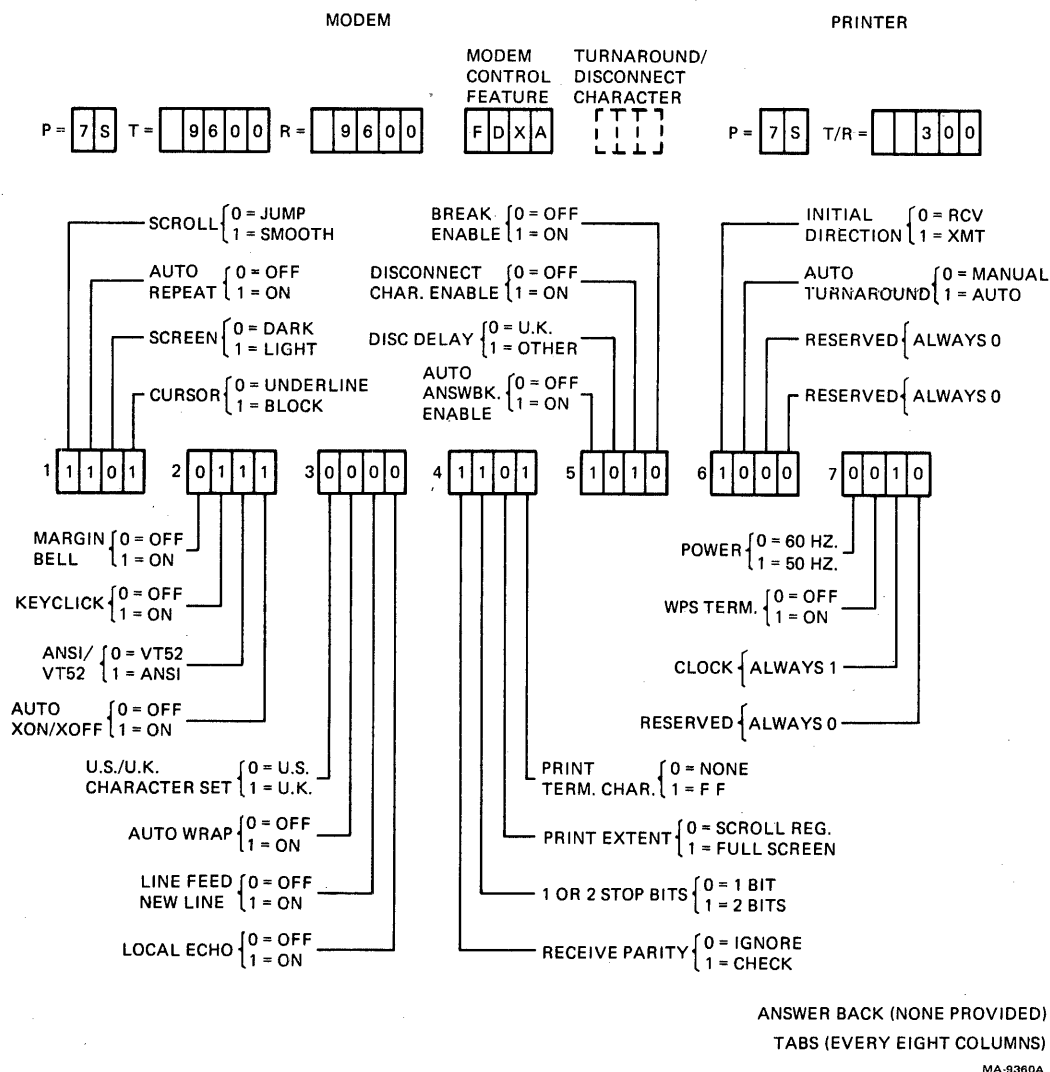 MODEM
PRINTER
MODEM CONTROL FEATURE
TURNAROUND/ DISCONNECT CHARACTER
P = 7 S T = 9 6 0 0 R = 9 6 0 0 F D X A P = 7 S T/R = 3 0 0
SCROLL 0 = JUMP
1 = SMOOTH
BREAK ENABLE 0 = OFF
1 = ON
INITIAL DIRECTION 0 = RCV
1 = XMT
AUTO REPEAT 0 = OFF
1 = ON
DISCONNECT CHAR. ENABLE 0 = OFF
1 = ON
AUTO TURNAROUND 0 = MANUAL
1 = AUTO
SCREEN 0 = DARK
1 = LIGHT
DISC DELAY 0 = U.K.
1 = OTHER
RESERVED ALWAYS 0
CURSOR 0 = UNDERLINE
1 = BLOCK
AUTO ANSWBK. ENABLE 0 = OFF
1 = ON
RESERVED ALWAYS 0
1 1 1 0 1 2 0 1 1 1 3 0 0 0 0 4 1 1 0 1 5 1 0 1 0 6 1 0 0 0 7 0 0 1 0
MARGIN BELL 0 = OFF
1 = ON
POWER 0 = 60 HZ.
1 = 50 HZ.
KEYCLICK 0 = OFF
1 = ON
WPS TERM. 0 = OFF
1 = ON
ANSI/ VT52 0 = VT52
1 = ANSI
CLOCK ALWAYS 1
AUTO XON/XOFF 0 = OFF
1 = ON
RESERVED ALWAYS 0
U.S./U.K. CHARACTER SET 0 = U.S.
1 = U.K.
PRINT TERM. CHAR. 0 = NONE
1 = F F
AUTO WRAP 0 = OFF
1 = ON
PRINT EXTENT 0 = SCROLL REG.
1 = FULL SCREEN
LINE FEED NEW LINE 0 = OFF
1 = ON
1 OR 2 STOP BITS 0 = 1 BIT
1 = 2 BITS
LOCAL ECHO 0 = OFF
1 = ON
RECEIVE PARITY 0 = IGNORE
1 = CHECK
ANSWER BACK (NONE PROVIDED)
TABS (EVERY EIGHT COLUMNS)
MA-9360A